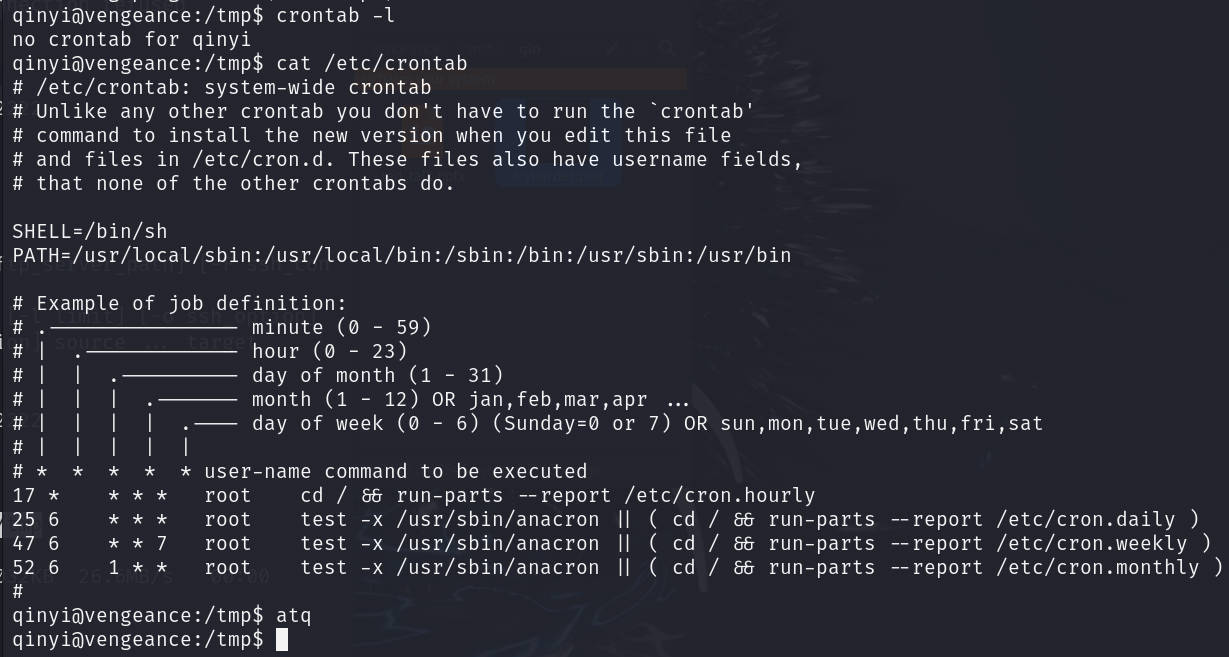 qinyi@vengeance:/tmp$ crontab -l
no crontab for qinyi
qinyi@vengeance:/tmp$ cat /etc/crontab
# /etc/crontab: system-wide crontab
# Unlike any other crontab you don't have to run the `crontab'
# command to install the new version when you edit this file
# and files in /etc/cron.d. These files also have username fields,
# that none of the other crontabs do.

SHELL=/bin/sh
PATH=/usr/local/sbin:/usr/local/bin:/sbin:/bin:/usr/sbin:/usr/bin

# Example of job definition:
# .---------------- minute (0 - 59)
# |  .------------- hour (0 - 23)
# |  |  .---------- day of month (1 - 31)
# |  |  |  .------- month (1 - 12) OR jan,feb,mar,apr ...
# |  |  |  |  .---- day of week (0 - 6) (Sunday=0 or 7) OR sun,mon,tue,wed,thu,fri,sat
# |  |  |  |  |
# *  *  *  *  * user-name command to be executed
17 *    * * *   root    cd / && run-parts --report /etc/cron.hourly
25 6    * * *   root    test -x /usr/sbin/anacron || ( cd / && run-parts --report /etc/cron.daily )
47 6    * * 7   root    test -x /usr/sbin/anacron || ( cd / && run-parts --report /etc/cron.weekly )
52 6    1 * *   root    test -x /usr/sbin/anacron || ( cd / && run-parts --report /etc/cron.monthly )
#
qinyi@vengeance:/tmp$ atq
qinyi@vengeance:/tmp$